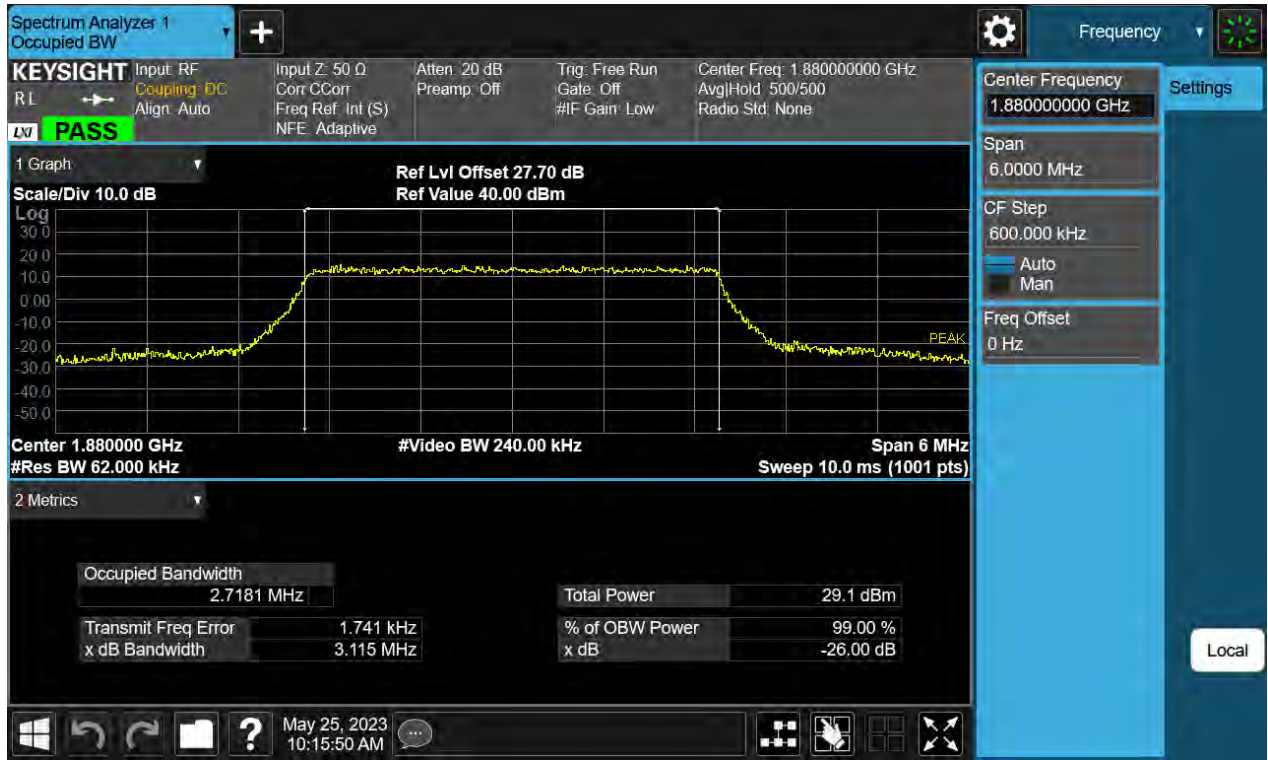 Spectrum Analyzer 1
Occupied BW
Frequency
KEYSIGHT
RL
LXI
PASS
Input: RF
Coupling: DC
Align: Auto
Input Z: 50 Ω
Corr CCorr
Freq Ref: Int (S)
NFE: Adaptive
Atten: 20 dB
Preamp: Off
Trig: Free Run
Gate: Off
#IF Gain: Low
Center Freq: 1.880000000 GHz
Avg|Hold: 500/500
Radio Std: None
Center Frequency
1.880000000 GHz
Settings
Span
6.0000 MHz
CF Step
600.000 kHz
Auto
Man
Freq Offset
0 Hz
Local
1 Graph
Scale/Div 10.0 dB
Ref Lvl Offset 27.70 dB
Ref Value 40.00 dBm
Log
30.0
20.0
10.0
0.00
-10.0
-20.0
-30.0
-40.0
-50.0
PEAK
Center 1.880000 GHz
#Video BW 240.00 kHz
Span 6 MHz
#Res BW 62.000 kHz
Sweep 10.0 ms (1001 pts)
2 Metrics
Occupied Bandwidth
2.7181 MHz
Total Power 29.1 dBm
Transmit Freq Error 1.741 kHz
% of OBW Power 99.00 %
x dB Bandwidth 3.115 MHz
x dB -26.00 dB
?
May 25, 2023
10:15:50 AM